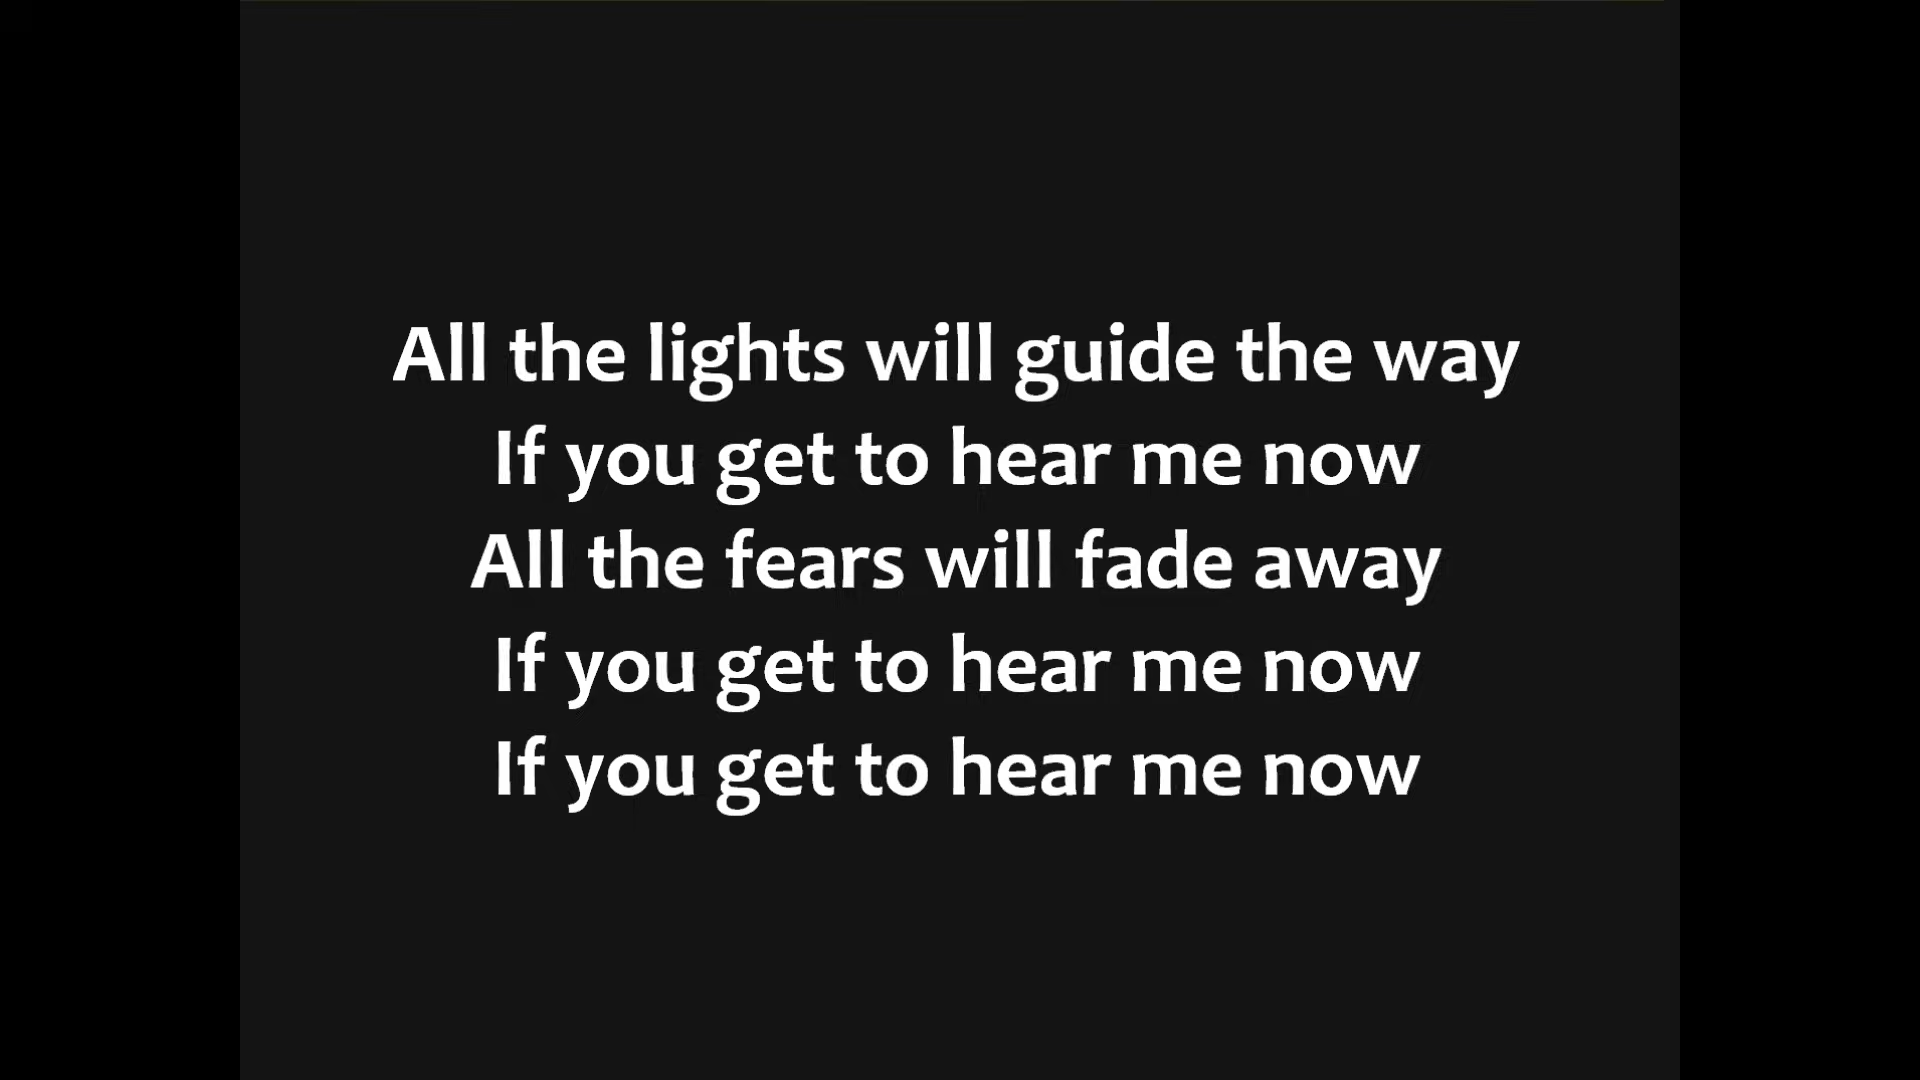 All the lights will guide the way
If you get to hear me now
All the fears will fade away
If you get to hear me now
If you get to hear me now